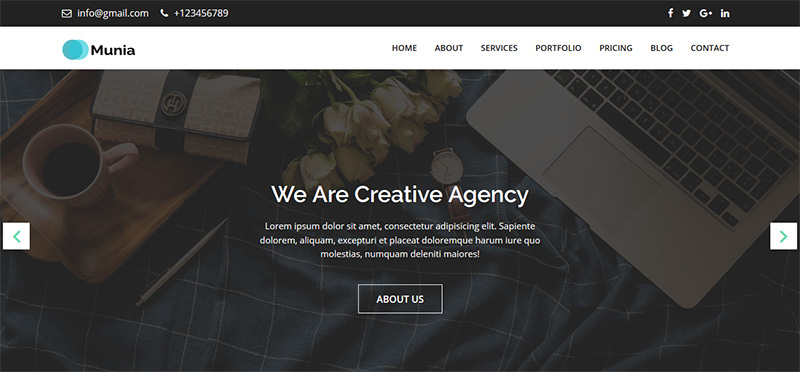 info@gmail.com +123456789
Munia
HOME ABOUT SERVICES PORTFOLIO PRICING BLOG CONTACT
We Are Creative Agency
Lorem ipsum dolor sit amet, consectetur adipisicing elit. Sapiente
dolorem, aliquam, excepturi et placeat doloremque harum iure quo
molestias, numquam deleniti maiores!
ABOUT US